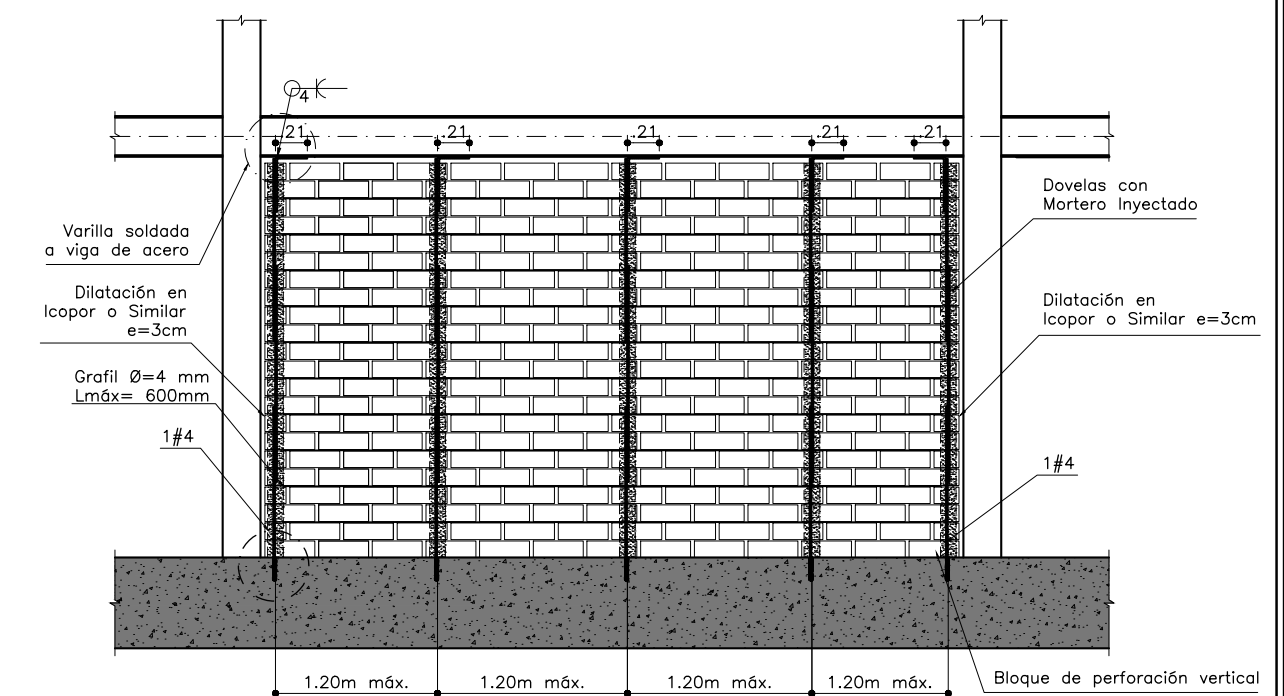 4
.21
.21
.21
.21
.21
Varilla soldada
a viga de acero
Dilatación en
Icopor o Similar
e=3cm
Grafil Ø=4 mm
Lmáx= 600mm
1#4
Dovelas con
Mortero Inyectado
Dilatación en
Icopor o Similar e=3cm
1#4
1.20m máx.
1.20m máx.
1.20m máx.
1.20m máx.
Bloque de perforación vertical